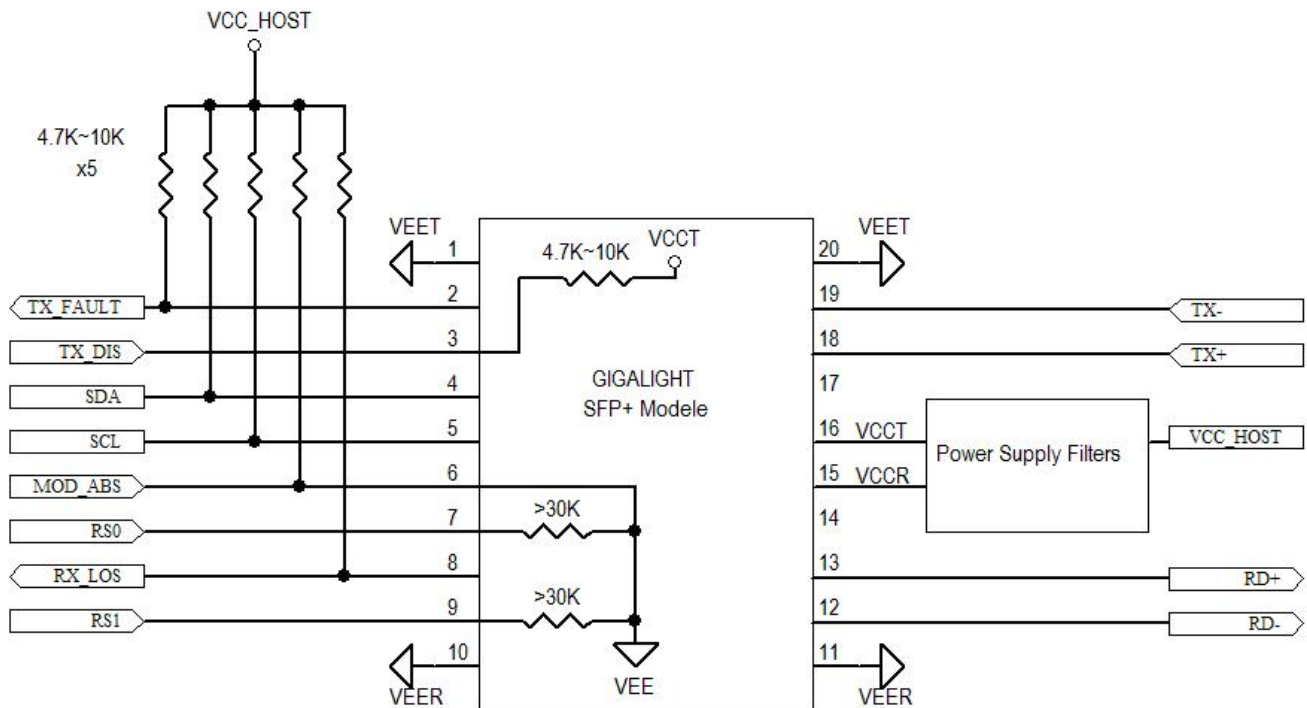 VCC_HOST
4.7K~10K
x5
VEET
1
4.7K~10K
VCCT
20
VEET
TX_FAULT
2
19
TX-
TX_DIS
3
18
TX+
SDA
4
GIGALIGHT
SFP+ Modele
17
SCL
5
16
VCCT
Power Supply Filters
VCC_HOST
MOD_ABS
6
15
VCCR
RS0
7
>30K
14
RX_LOS
8
13
RD+
RS1
9
>30K
12
RD-
10
VEER
VEE
11
VEER